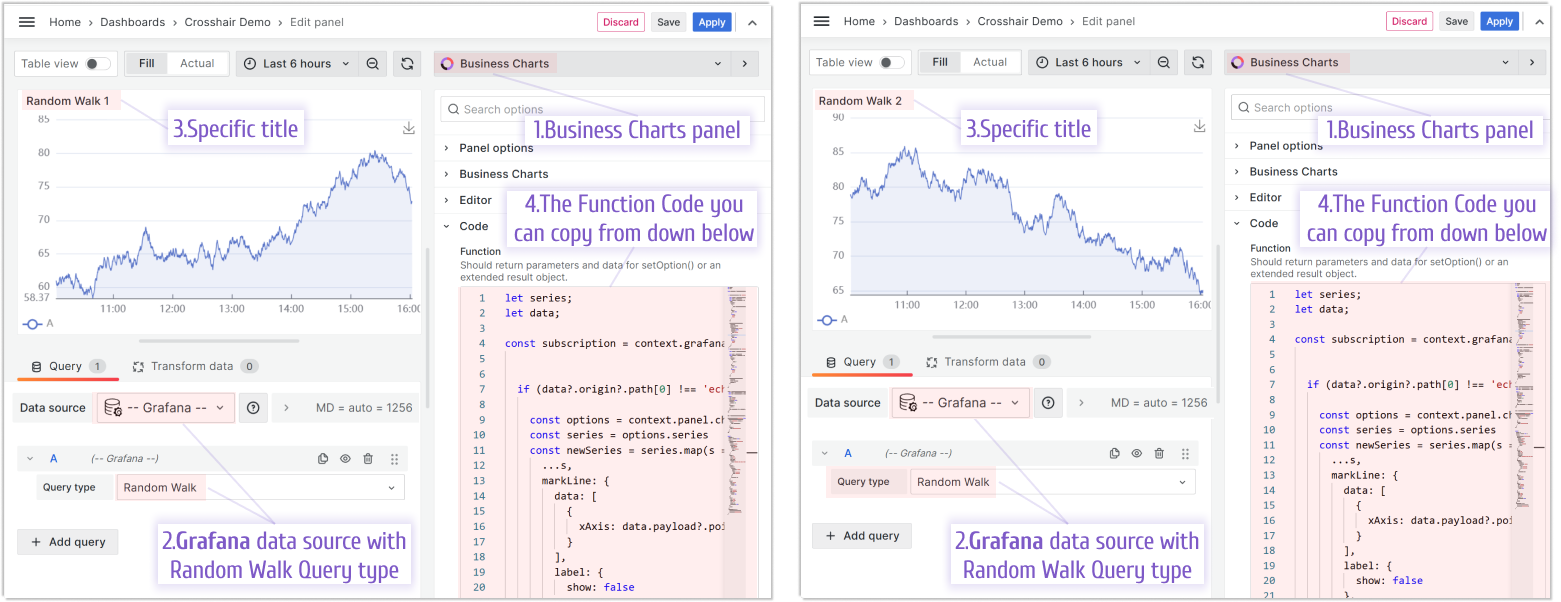 Home > Dashboards > Crosshair Demo > Edit panel
Discard Save Apply
Table view Fill Actual Last 6 hours
Business Charts
Random Walk 1
3.Specific title
85
80
75
70
65
60
58.37
11:00 12:00 13:00 14:00 15:00 16:00
A
Search options
1.Business Charts panel
Panel options
Business Charts
Editor
4.The Function Code you
can copy from down below
Code
Function
Should return parameters and data for setOption() or an
extended result object.
1 let series;
2 let data;
3
4 const subscription = context.grafana
5
6
7 if (data?.origin?.path[0] !== 'ec
8
9 const options = context.panel.ch
10 const series = options.series
11 const newSeries = series.map(s =
12 ...s,
13 markLine: {
14 data: [
15 {
16 xAxis: data.payload?.poi
17 }
18 ],
19 label: {
20 show: false
Query 1 Transform data 0
Data source -- Grafana -- MD = auto = 1256
A (-- Grafana --)
Query type Random Walk
+ Add query
2.Grafana data source with
Random Walk Query type
Home > Dashboards > Crosshair Demo > Edit panel
Discard Save Apply
Table view Fill Actual Last 6 hours
Business Charts
Random Walk 2
3.Specific title
90
85
80
75
70
65
11:00 12:00 13:00 14:00 15:00 16:00
A
Search options
1.Business Charts panel
Panel options
Business Charts
Editor
4.The Function Code you
can copy from down below
Code
Function
Should return parameters and data for setOption() or an
extended result object.
1 let series;
2 let data;
3
4 const subscription = context.grafana
5
6
7 if (data?.origin?.path[0] !== 'ec
8
9 const options = context.panel.ch
10 const series = options.series
11 const newSeries = series.map(s =
12 ...s,
13 markLine: {
14 data: [
15 {
16 xAxis: data.payload?.poi
17 }
18 ],
19 label: {
20 show: false
21 },
Query 1 Transform data 0
Data source -- Grafana -- MD = auto = 1256
A (-- Grafana --)
Query type Random Walk
+ Add query
2.Grafana data source with
Random Walk Query type